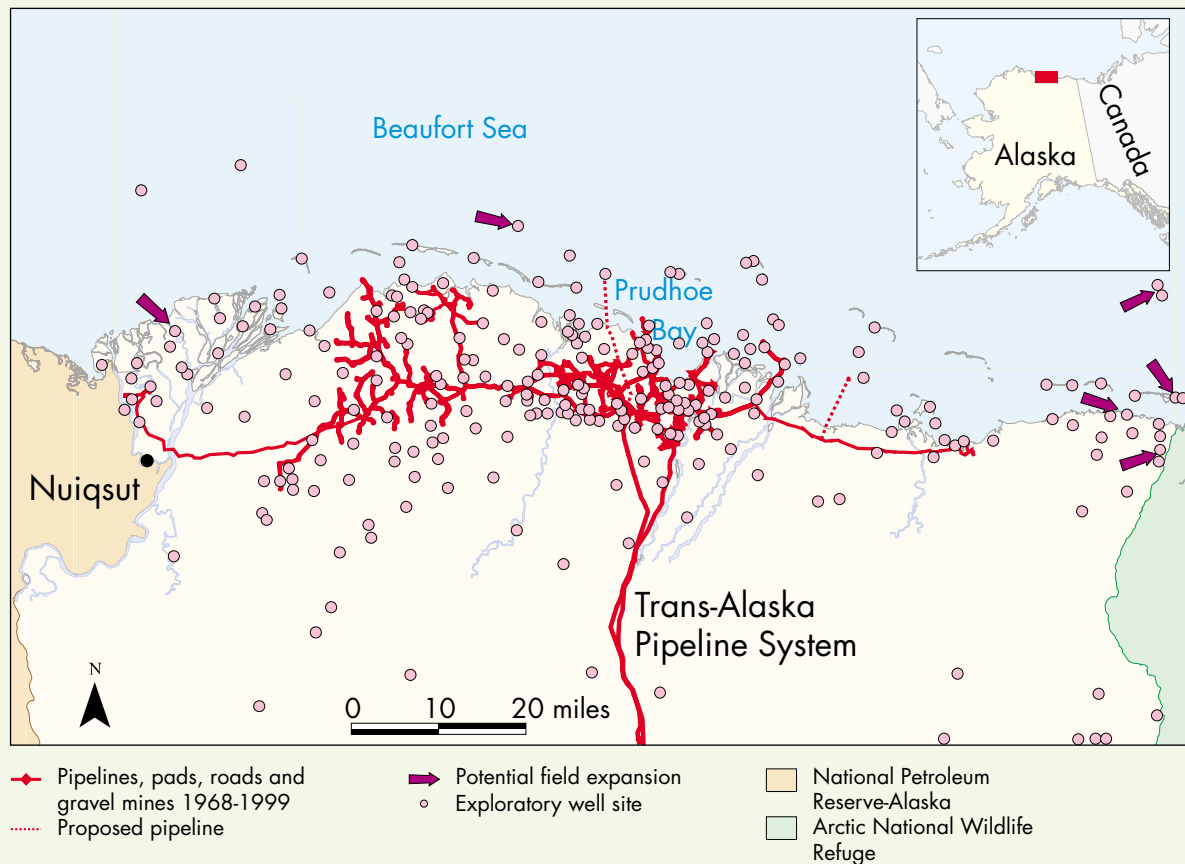 Beaufort Sea
Alaska
Canada
Prudhoe
Bay
Nuiqsut
Trans-Alaska
Pipeline System
N
0 10 20 miles
Pipelines, pads, roads and
gravel mines 1968-1999
Proposed pipeline
Potential field expansion
Exploratory well site
National Petroleum
Reserve-Alaska
Arctic National Wildlife
Refuge